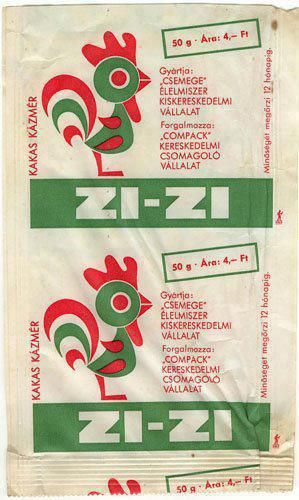 50 g · Ára: 4,– Ft
Gyártja:
„CSEMEGE"
ÉLELMISZER
KISKERESKEDELMI
VÁLLALAT
Forgalmazza:
„COMPACK"
KERESKEDELMI
CSOMAGOLÓ
VÁLLALAT
KAKAS KÁZMÉR
Minőségét megőrzi 12 hónapig.
ZI-ZI
50 g · Ára: 4,– Ft
Gyártja:
„CSEMEGE"
ÉLELMISZER
KISKERESKEDELMI
VÁLLALAT
Forgalmazza:
„COMPACK"
KERESKEDELMI
CSOMAGOLÓ
VÁLLALAT
KAKAS KÁZMÉR
Minőségét megőrzi 12 hónapig.
ZI-ZI
50 g · Ára: 4,– Ft